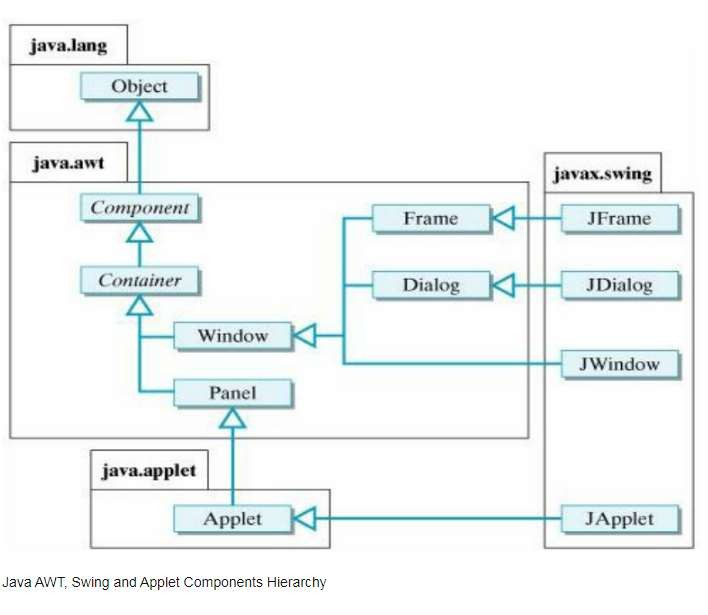 java.lang
Object
java.awt
javax.swing
Component
Frame
JFrame
Container
Dialog
JDialog
Window
JWindow
Panel
java.applet
Applet
JApplet
Java AWT, Swing and Applet Components Hierarchy